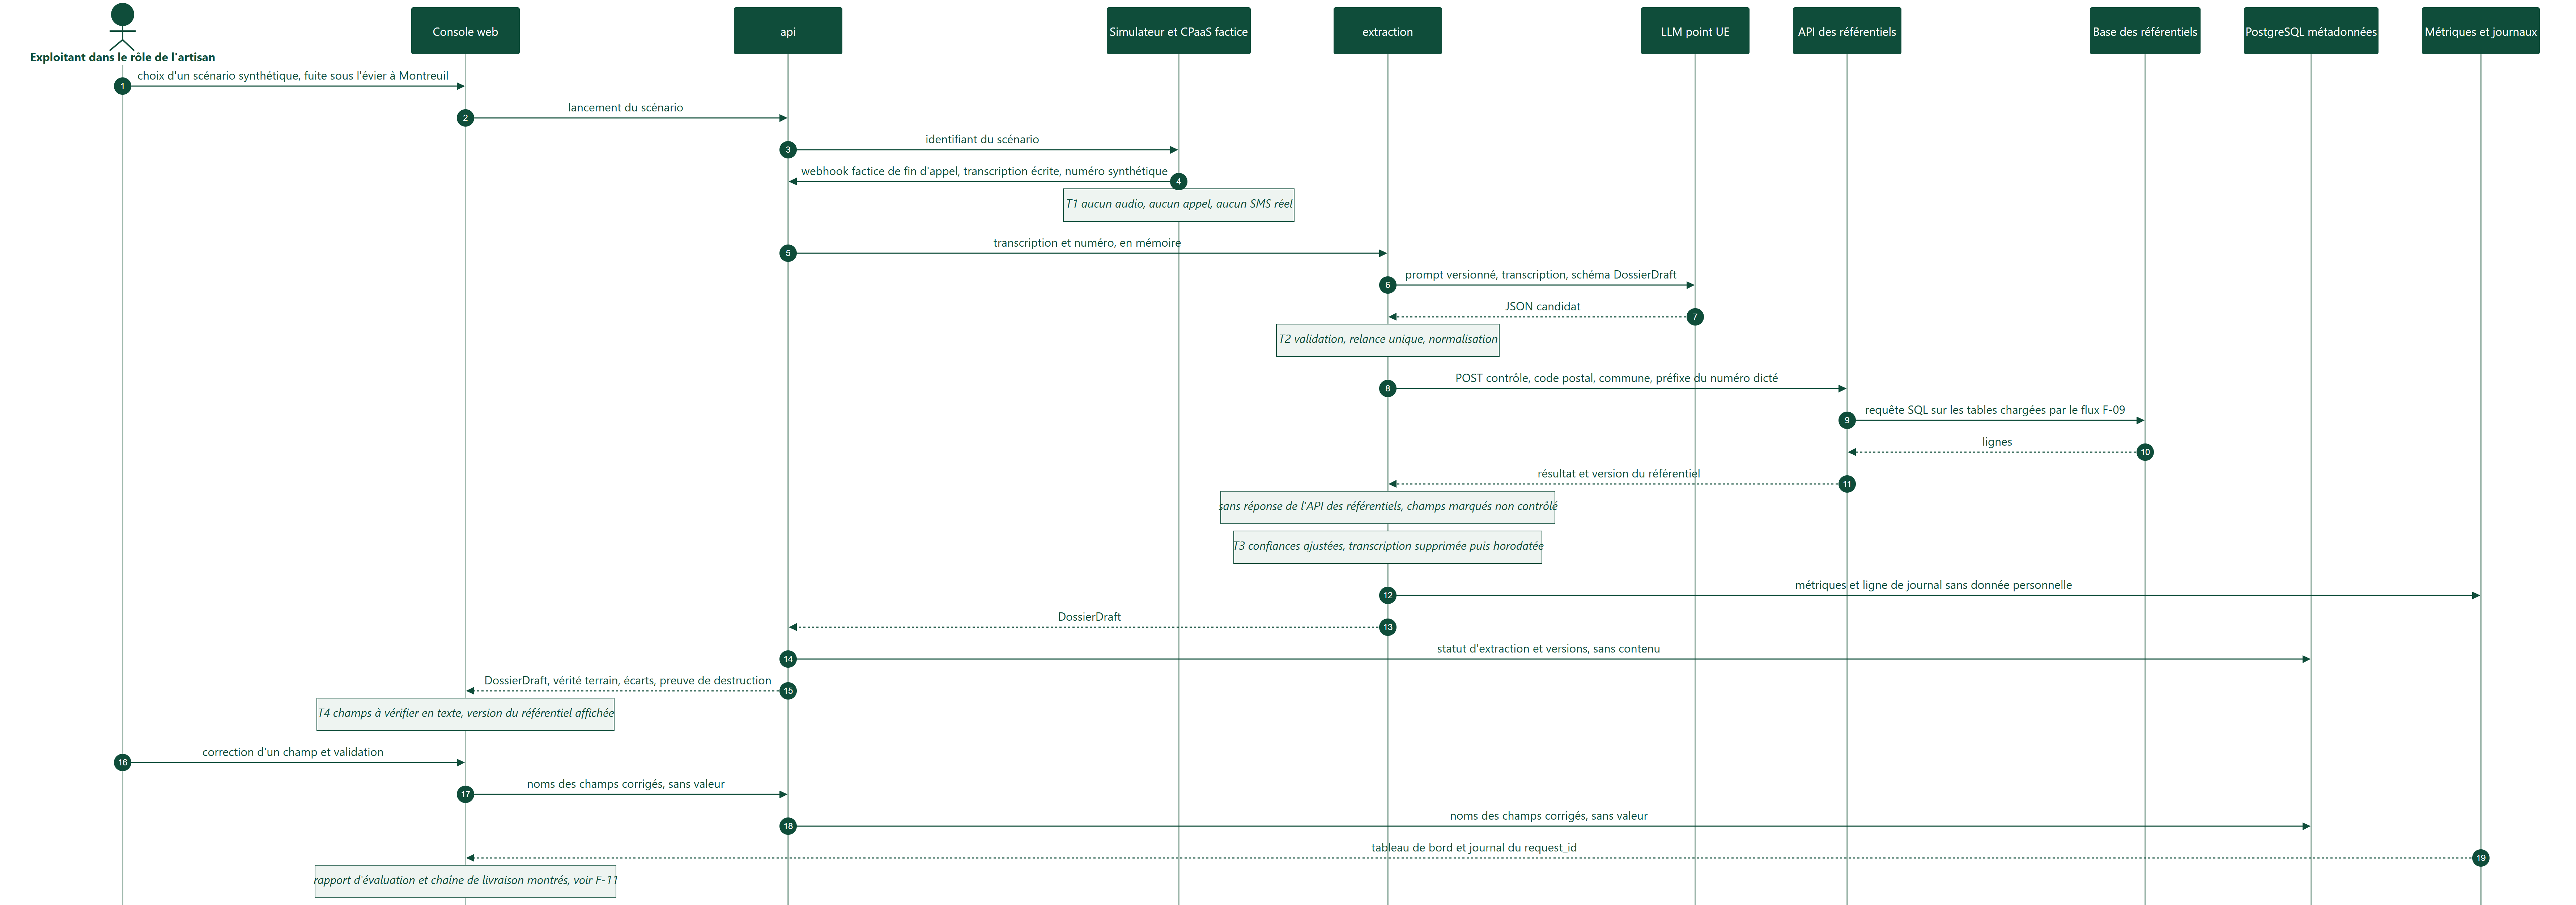 Exploitant dans le rôle de l'artisan
Console web
api
Simulateur et CPaaS factice
extraction
LLM point UE
API des référentiels
Base des référentiels
PostgreSQL métadonnées
Métriques et journaux
choix d'un scénario synthétique, fuite sous l'évier à Montreuil
1
lancement du scénario
2
identifiant du scénario
3
webhook factice de fin d'appel, transcription écrite, numéro synthétique
4
T1 aucun audio, aucun appel, aucun SMS réel
transcription et numéro, en mémoire
5
prompt versionné, transcription, schéma DossierDraft
6
JSON candidat
7
T2 validation, relance unique, normalisation
POST contrôle, code postal, commune, préfixe du numéro dicté
8
requête SQL sur les tables chargées par le flux F-09
9
lignes
10
résultat et version du référentiel
11
sans réponse de l'API des référentiels, champs marqués non contrôlé
T3 confiances ajustées, transcription supprimée puis horodatée
métriques et ligne de journal sans donnée personnelle
12
DossierDraft
13
statut d'extraction et versions, sans contenu
14
DossierDraft, vérité terrain, écarts, preuve de destruction
15
T4 champs à vérifier en texte, version du référentiel affichée
correction d'un champ et validation
16
noms des champs corrigés, sans valeur
17
noms des champs corrigés, sans valeur
18
tableau de bord et journal du request_id
19
rapport d'évaluation et chaîne de livraison montrés, voir F-11